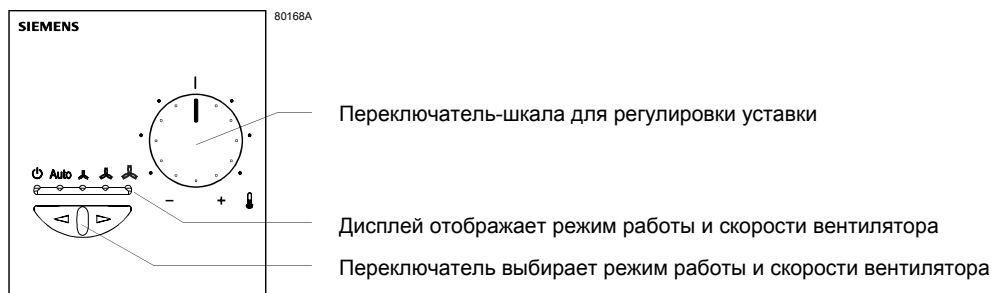 80168A
SIEMENS
Переключатель-шкала для регулировки уставки
Auto
− +
Дисплей отображает режим работы и скорости вентилятора
Переключатель выбирает режим работы и скорости вентилятора